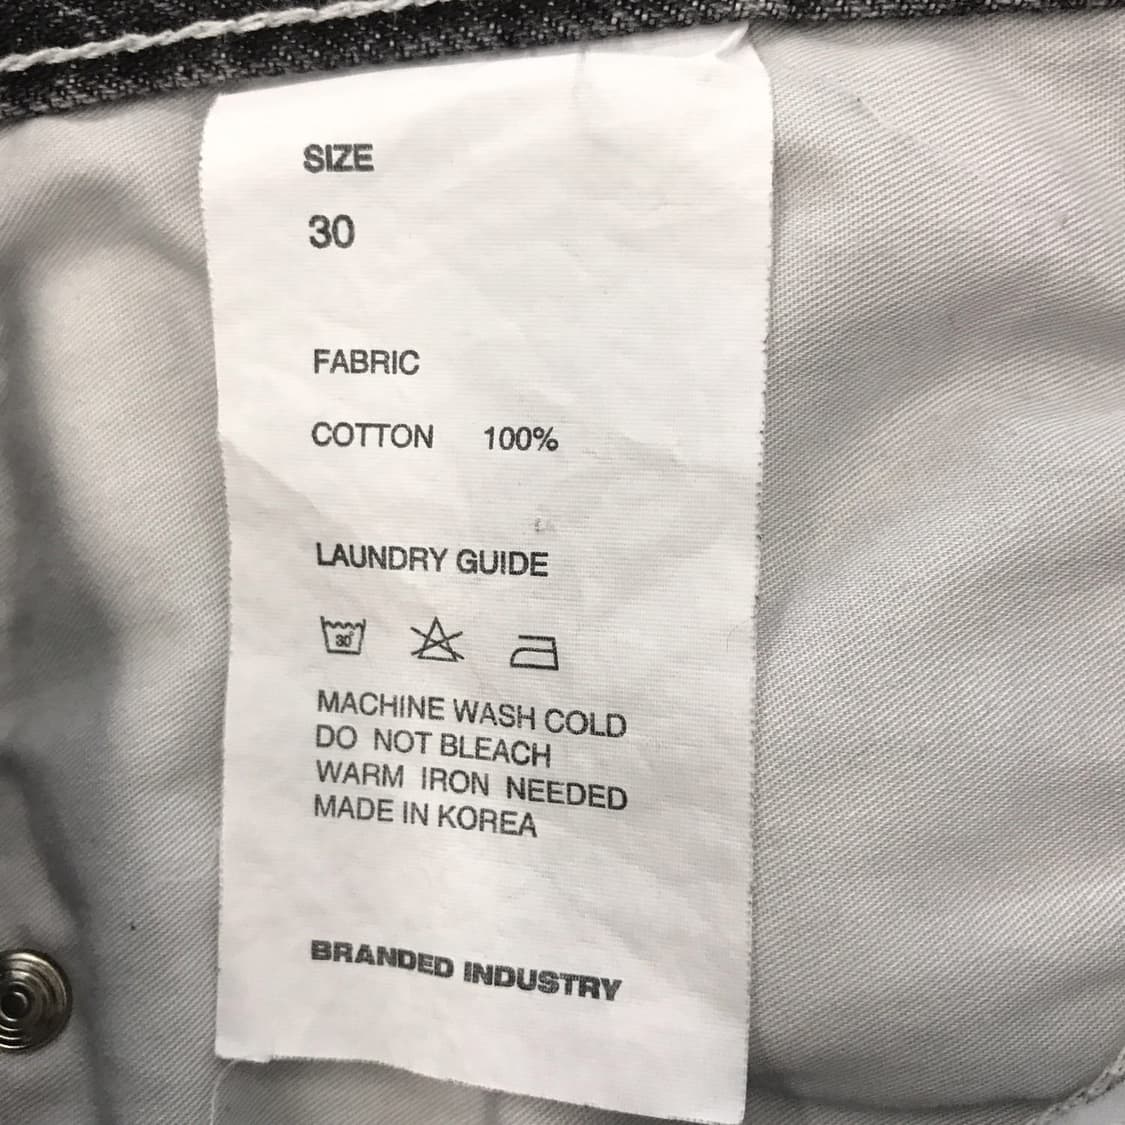 SIZE
30
FABRIC
COTTON 100%
LAUNDRY GUIDE
30°
MACHINE WASH COLD
DO NOT BLEACH
WARM IRON NEEDED
MADE IN KOREA
BRANDED INDUSTRY